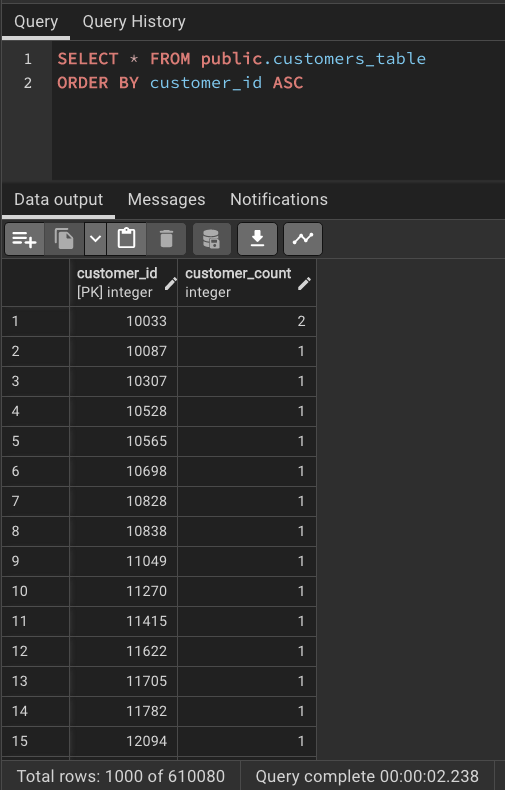 Query Query History
1 SELECT * FROM public.customers_table
2 ORDER BY customer_id ASC
Data output Messages Notifications
customer_id customer_count
[PK] integer integer
1 10033 2
2 10087 1
3 10307 1
4 10528 1
5 10565 1
6 10698 1
7 10828 1
8 10838 1
9 11049 1
10 11270 1
11 11415 1
12 11622 1
13 11705 1
14 11782 1
15 12094 1
Total rows: 1000 of 610080 Query complete 00:00:02.238